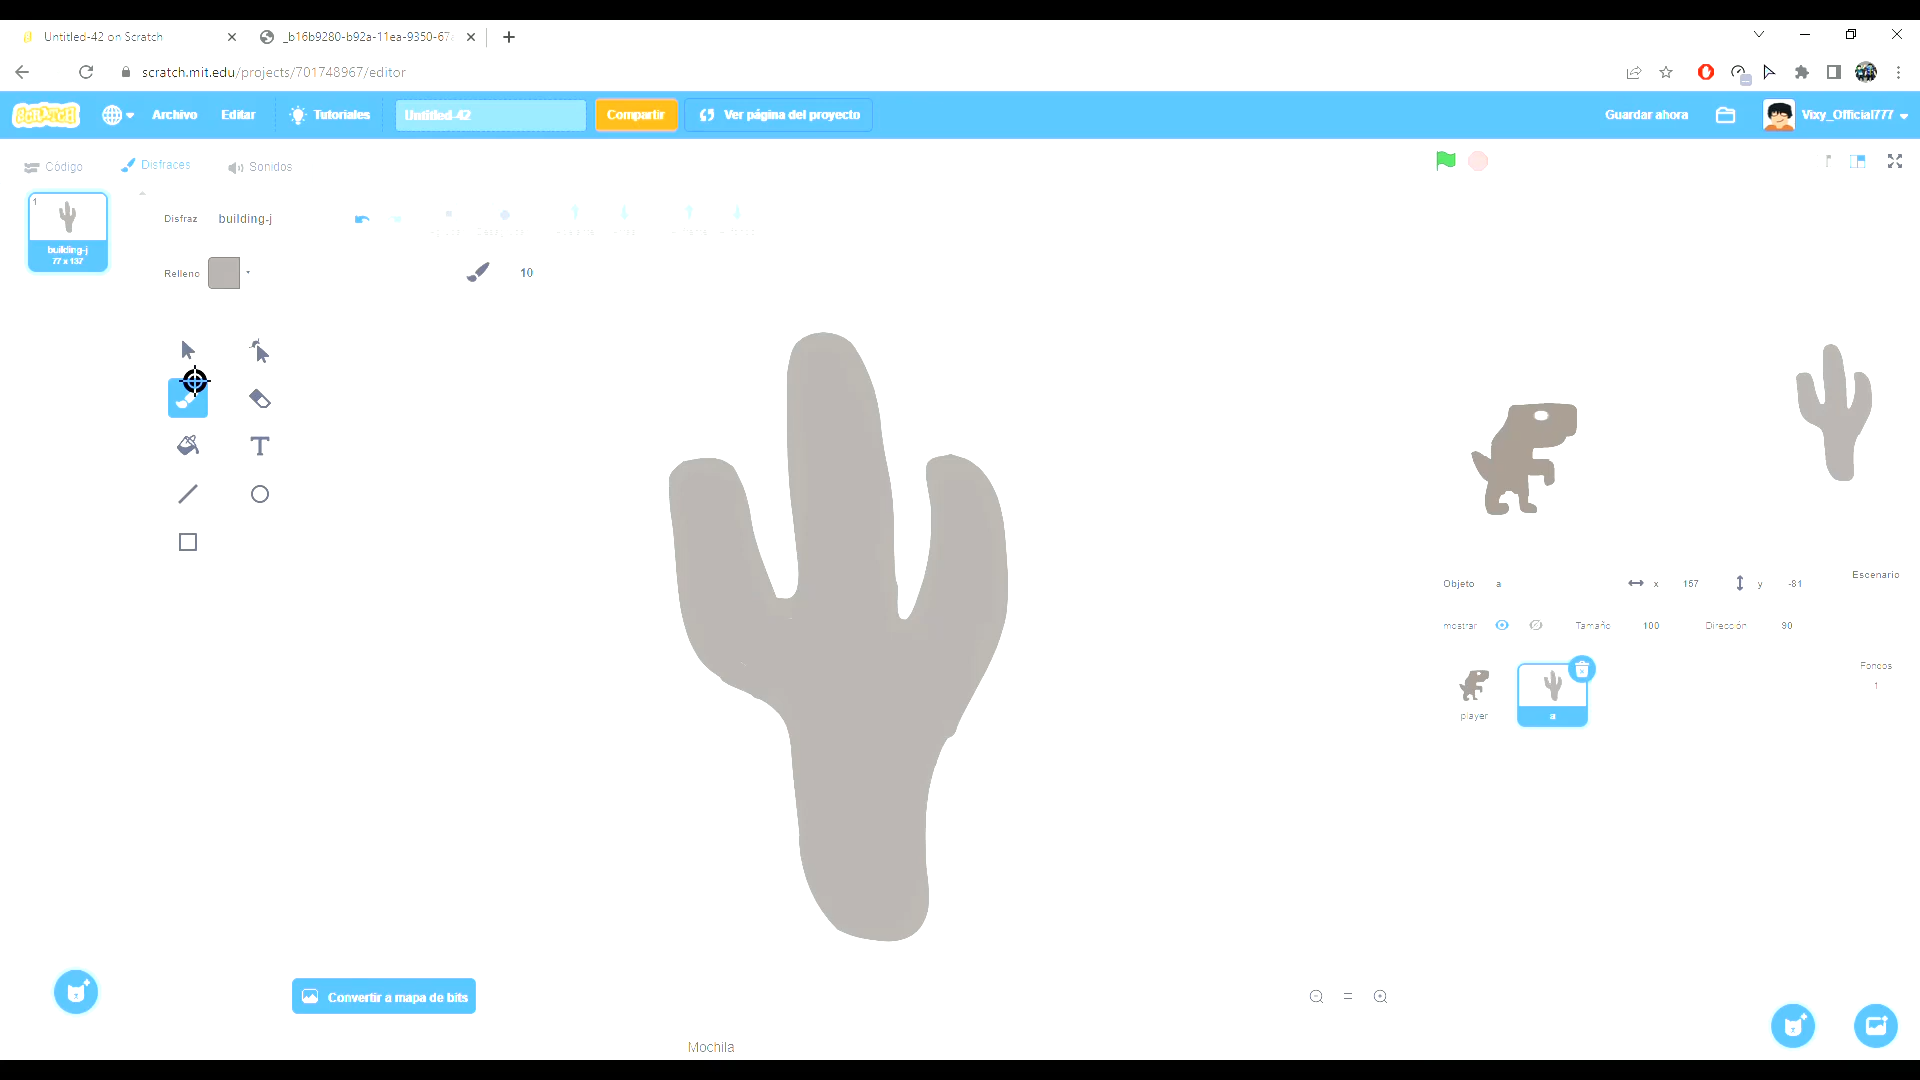 Untitled-42 on Scratch
_b16b9280-b92a-11ea-9350-67
scratch.mit.edu/projects/701748967/editor
SCRATCH
Archivo
Editar
Tutoriales
Untitled-42
Compartir
Ver página del proyecto
Guardar ahora
Vixy_Official777
Código
Disfraces
Sonidos
1
building-j
77 x 137
Disfraz
building-j
Relleno
10
T
Objeto
a
x
157
y
-81
Escenario
mostrar
Tamaño
100
Dirección
90
player
a
Fondos
1
Convertir a mapa de bits
Mochila